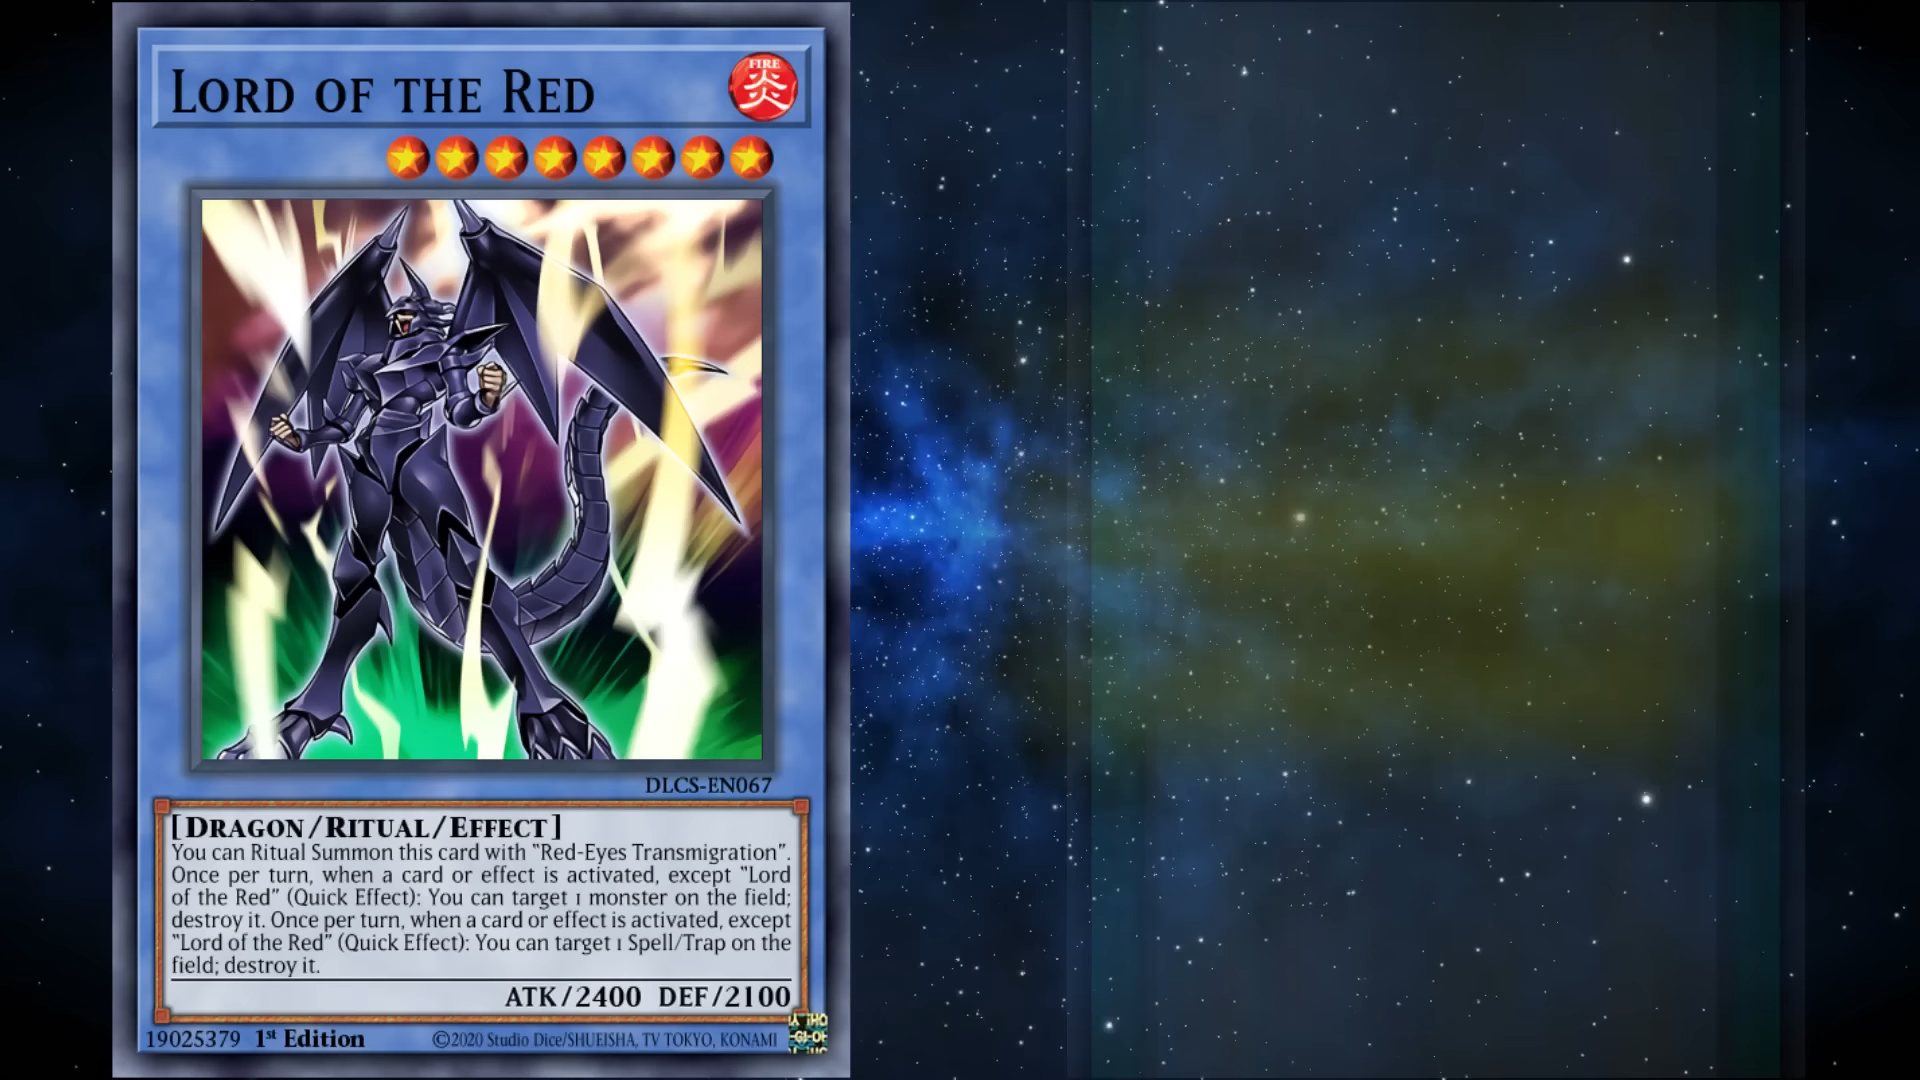 Lord of the Red
FIRE
炎
DLCS-EN067
[Dragon/Ritual/Effect]
You can Ritual Summon this card with "Red-Eyes Transmigration".
Once per turn, when a card or effect is activated, except "Lord
of the Red" (Quick Effect): You can target 1 monster on the field;
destroy it. Once per turn, when a card or effect is activated, except
"Lord of the Red" (Quick Effect): You can target 1 Spell/Trap on the
field; destroy it.
ATK/2400 DEF/2100
19025379 1st Edition ©2020 Studio Dice/SHUEISHA, TV TOKYO, KONAMI